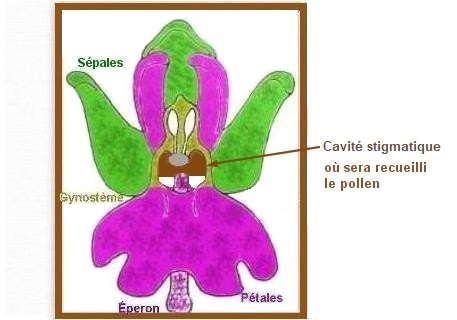 Sépales
Cavité stigmatique
où sera recueilli
le pollen
Gynostème
Pétales
Éperon